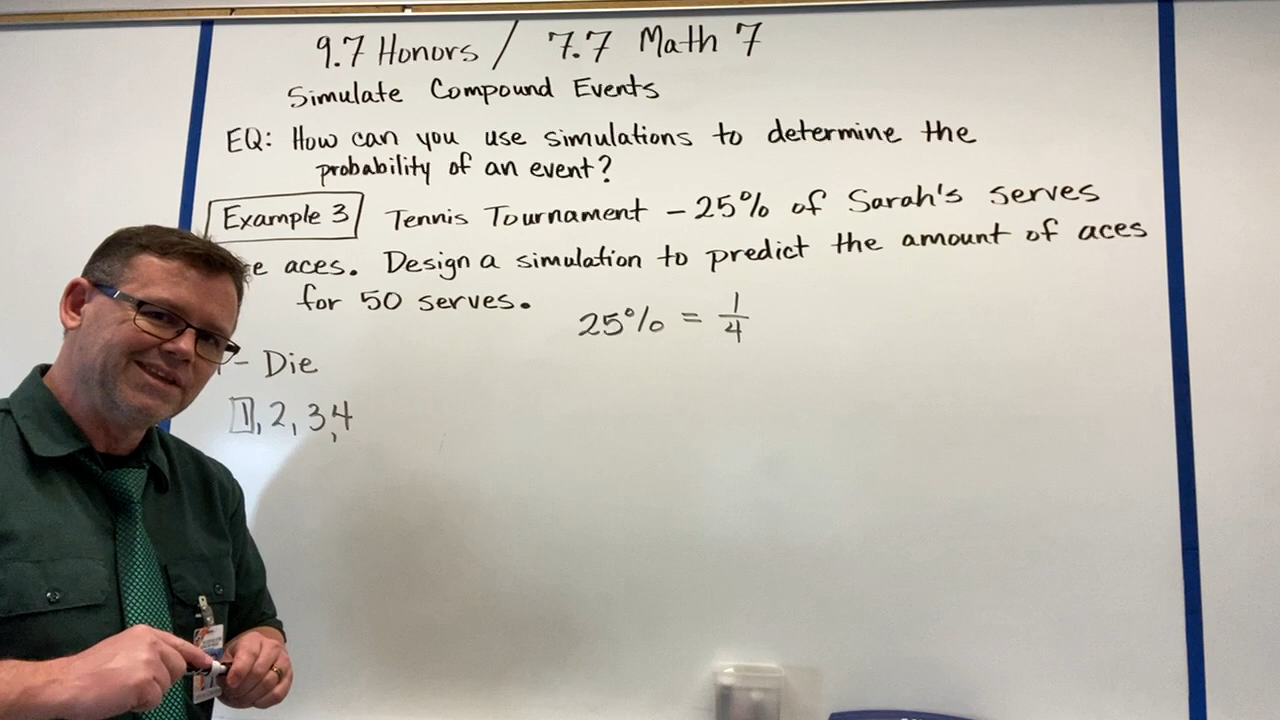 9.7 Honors / 7.7 Math 7
Simulate Compound Events
EQ: How can you use simulations to determine the
probability of an event?
Example 3 Tennis Tournament - 25% of Sarah's serves
e aces. Design a simulation to predict the amount of aces
for 50 serves.
25% = 1/4
- Die
1, 2, 3, 4